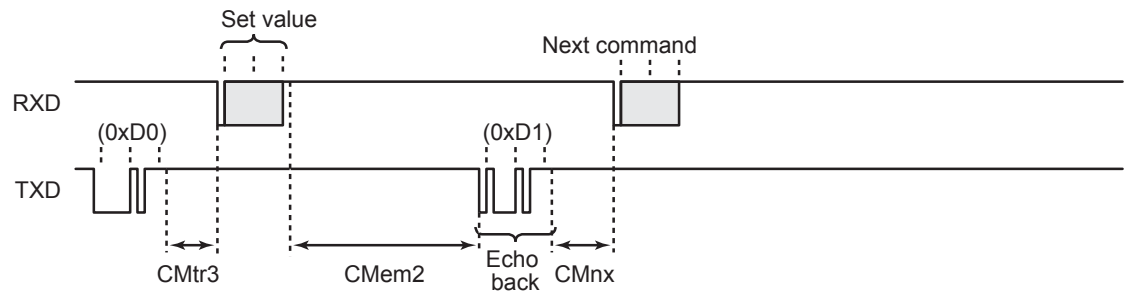 Set value
Next command
RXD
(0xD0)
(0xD1)
TXD
CMtr3
CMem2
Echo
back
CMnx